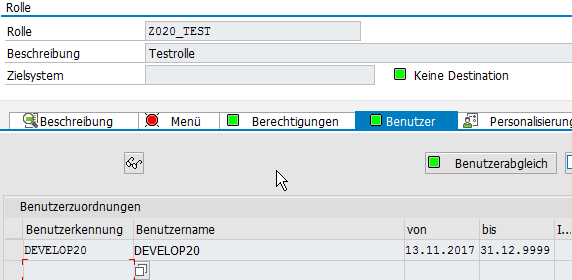 Rolle
Rolle Z020_TEST
Beschreibung Testrolle
Zielsystem Keine Destination
Beschreibung Menü Berechtigungen Benutzer Personalisierung
Benutzerabgleich
Benutzerzuordnungen
Benutzerkennung Benutzername von bis I...
DEVELOP20 DEVELOP20 13.11.2017 31.12.9999